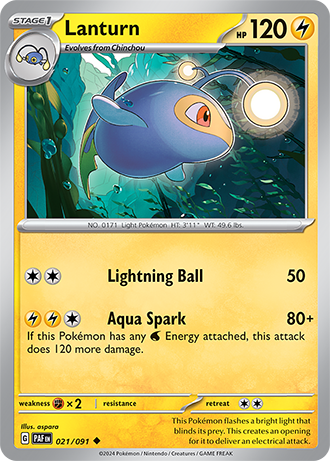 STAGE 1
Lanturn
HP 120
Evolves from Chinchou
NO. 0171 Light Pokémon HT: 3'11" WT: 49.6 lbs.
Lightning Ball 50
Aqua Spark 80+
If this Pokémon has any Energy attached, this attack
does 120 more damage.
weakness ×2 resistance retreat
Illus. aspara
G PAF EN 021/091
This Pokémon flashes a bright light that
blinds its prey. This creates an opening
for it to deliver an electrical attack.
©2024 Pokémon / Nintendo / Creatures / GAME FREAK